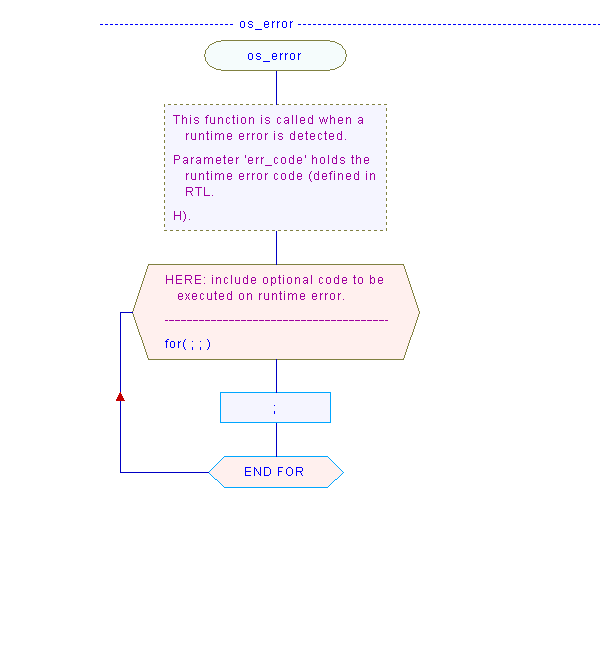 os_error
os_error
This function is called when a
runtime error is detected.
Parameter 'err_code' holds the
runtime error code (defined in
RTL.
H).
HERE: include optional code to be
executed on runtime error.
----------------------------------------
for( ; ; )
;
END FOR